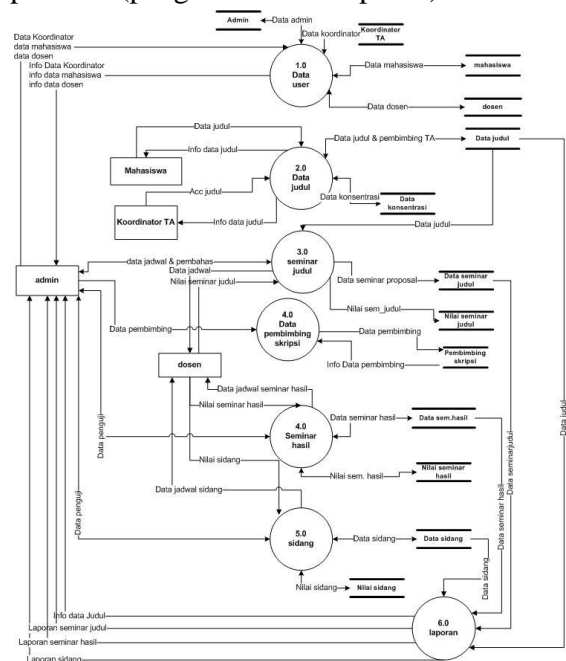 Admin
Data admin
Data koordinator
Koordinator
TA
Data Koordinator
data mahasiswa
data dosen
Info Data Koordinator
info data mahasiswa
info data dosen
1.0
Data
user
Data mahasiswa
mahasiswa
Data dosen
dosen
Data judul
Info data judul
Mahasiswa
2.0
Data
judul
Data judul & pembimbing TA
Data judul
Acc judul
Koordinator TA
Info data judul
Data konsentrasi
Data
konsentrasi
Data judul
admin
data jadwal & pembahas
Data jadwal
Nilai seminar judul
3.0
seminar
judul
Data seminar proposal
Data seminar
judul
Nilai sem_judul
Nilai seminar
judul
Data pembimbing
4.0
Data
pembimbing
skripsi
Data pembimbing
Info Data pembimbing
Pembimbing
skripsi
dosen
Data jadwal seminar hasil
Nilai seminar hasil
4.0
Seminar
hasil
Data seminar hasil
Data sem.hasil
Nilai sem. hasil
Nilai seminar
hasil
Data penguji
Nilai sidang
Data jadwal sidang
Data penguji
5.0
sidang
Data sidang
Data sidang
Nilai sidang
Nilai sidang
Data sidang
Data seminar hasil
Data seminarjudul
Data judul
6.0
laporan
Info data Judul
Laporan seminar judul
Laporan seminar hasil
Laporan sidang